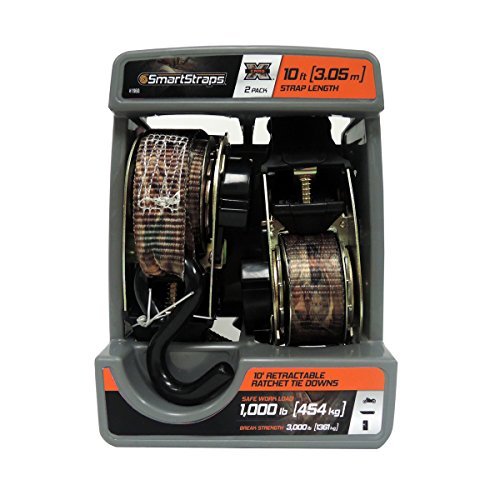 SmartStraps
X
10 ft [3.05 m]
2 PACK
STRAP LENGTH
10' RETRACTABLE
RATCHET TIE DOWNS
SAFE WORK LOAD
1,000 lb [454 kg]
BREAK STRENGTH 3,000 lb [1361 kg]